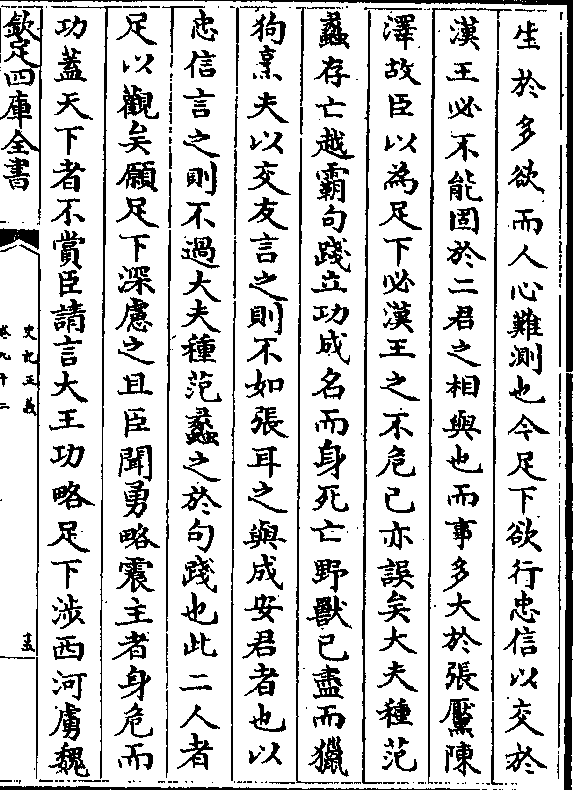 生於多欲而人心難測也今足下欲行忠信以交於
漢王必不能固於二君之相與也而事多大於張黶陳
澤故臣以為足下必漢王之不危己亦誤矣大夫種范
蠡存亡越霸句踐立功成名而身死亡野獸已盡而獵
狗烹夫以交友言之則不如張耳之與成安君者也以
忠信言之則不過大夫種范蠡之於句踐也此二人者
足以觀矣願足下深慮之且臣聞勇略震主者身危而
功蓋天下者不賞臣請言大王功略足下涉西河虜魏
欽定四庫全書
史記正義
卷九十二